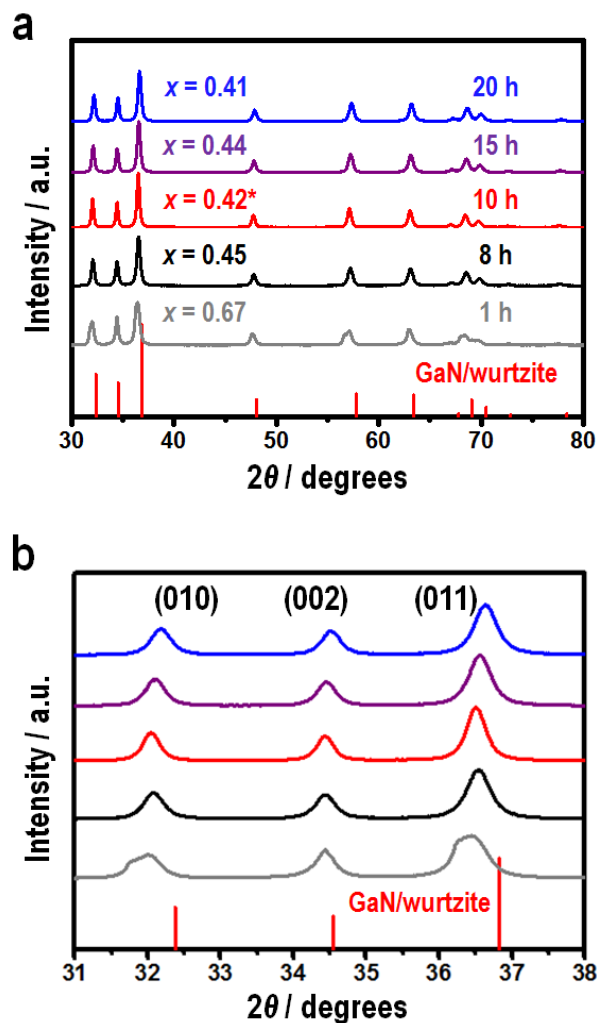 a
x = 0.41 20 h
x = 0.44 15 h
x = 0.42* 10 h
x = 0.45 8 h
x = 0.67 1 h
GaN/wurtzite
Intensity / a.u.
30 40 50 60 70 80
2θ / degrees
b
(010) (002) (011)
GaN/wurtzite
Intensity / a.u.
31 32 33 34 35 36 37 38
2θ / degrees